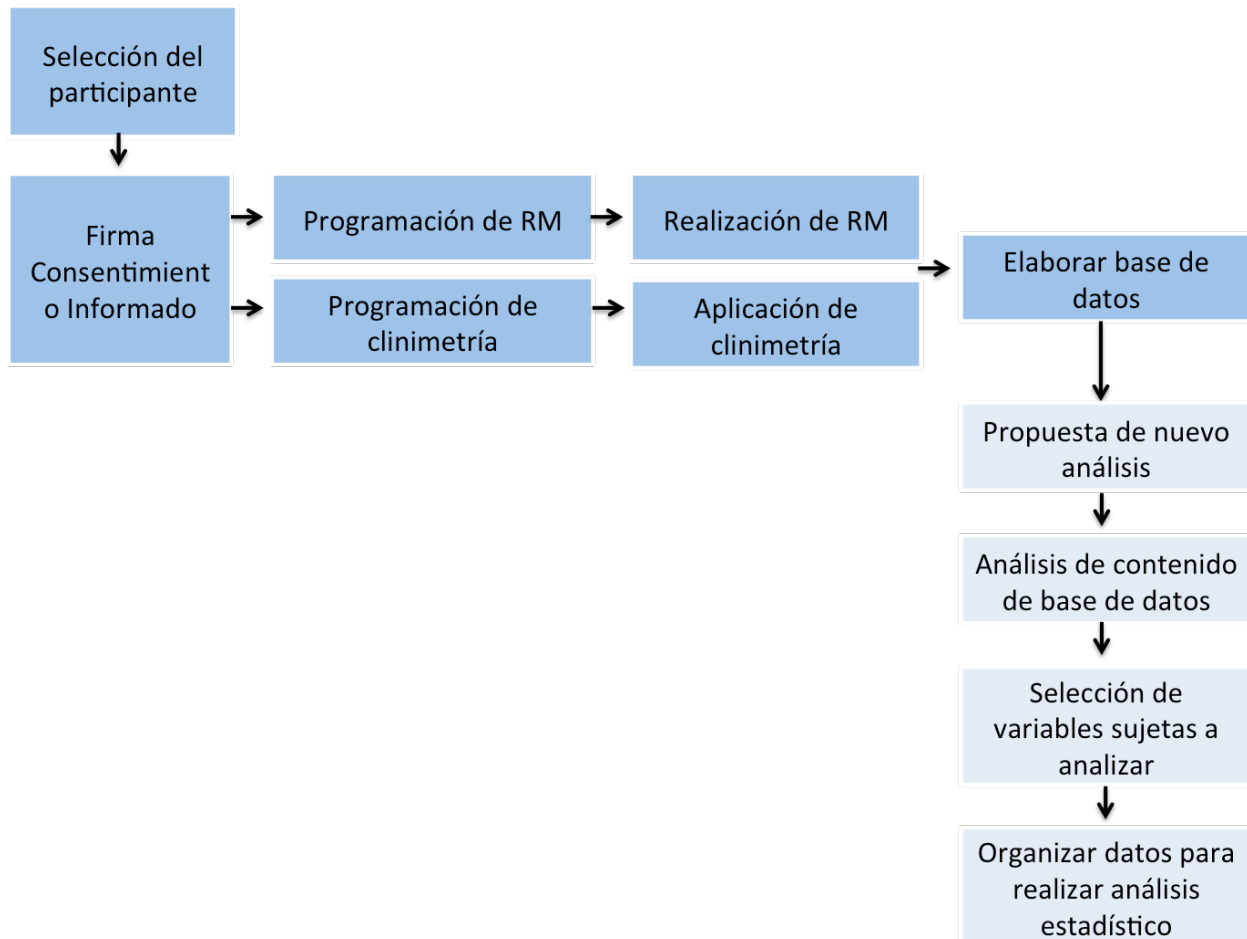 Selección del
participante
Firma
Consentimient
o Informado
Programación de RM
Realización de RM
Programación de
clinimetría
Aplicación de
clinimetría
Elaborar base de
datos
Propuesta de nuevo
análisis
Análisis de contenido
de base de datos
Selección de
variables sujetas a
analizar
Organizar datos para
realizar análisis
estadístico